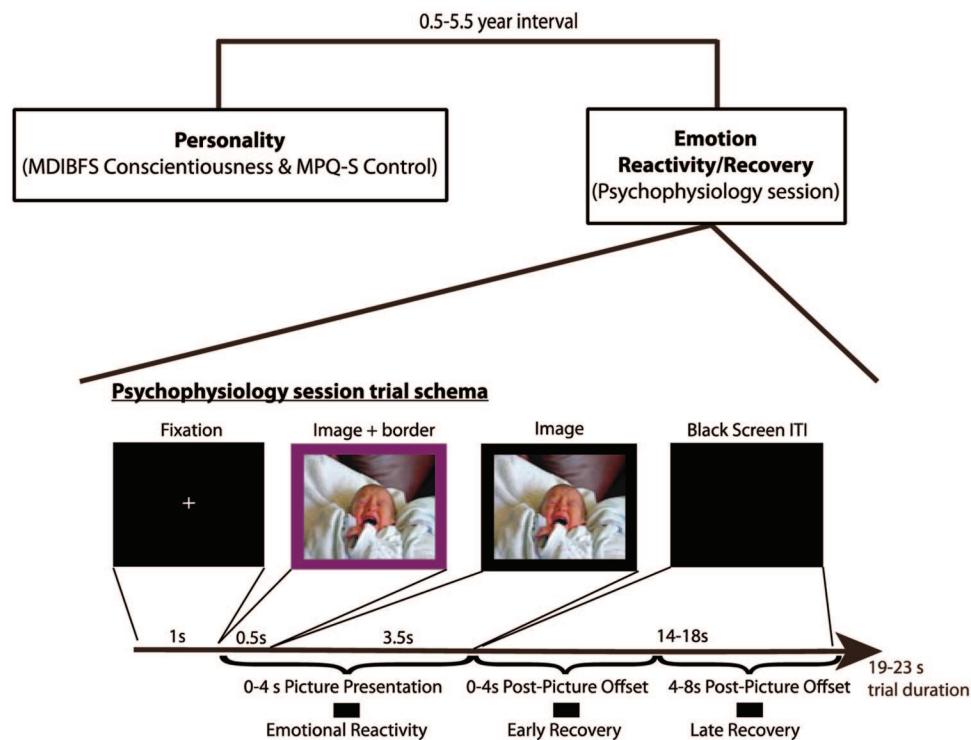 0.5-5.5 year interval
Personality
(MDIBFS Conscientiousness & MPQ-S Control)
Emotion
Reactivity/Recovery
(Psychophysiology session)
Psychophysiology session trial schema
Fixation
Image + border
Image
Black Screen ITI
+
1s
0.5s
3.5s
14-18s
19-23 s
trial duration
0-4 s Picture Presentation
0-4s Post-Picture Offset
4-8s Post-Picture Offset
Emotional Reactivity
Early Recovery
Late Recovery